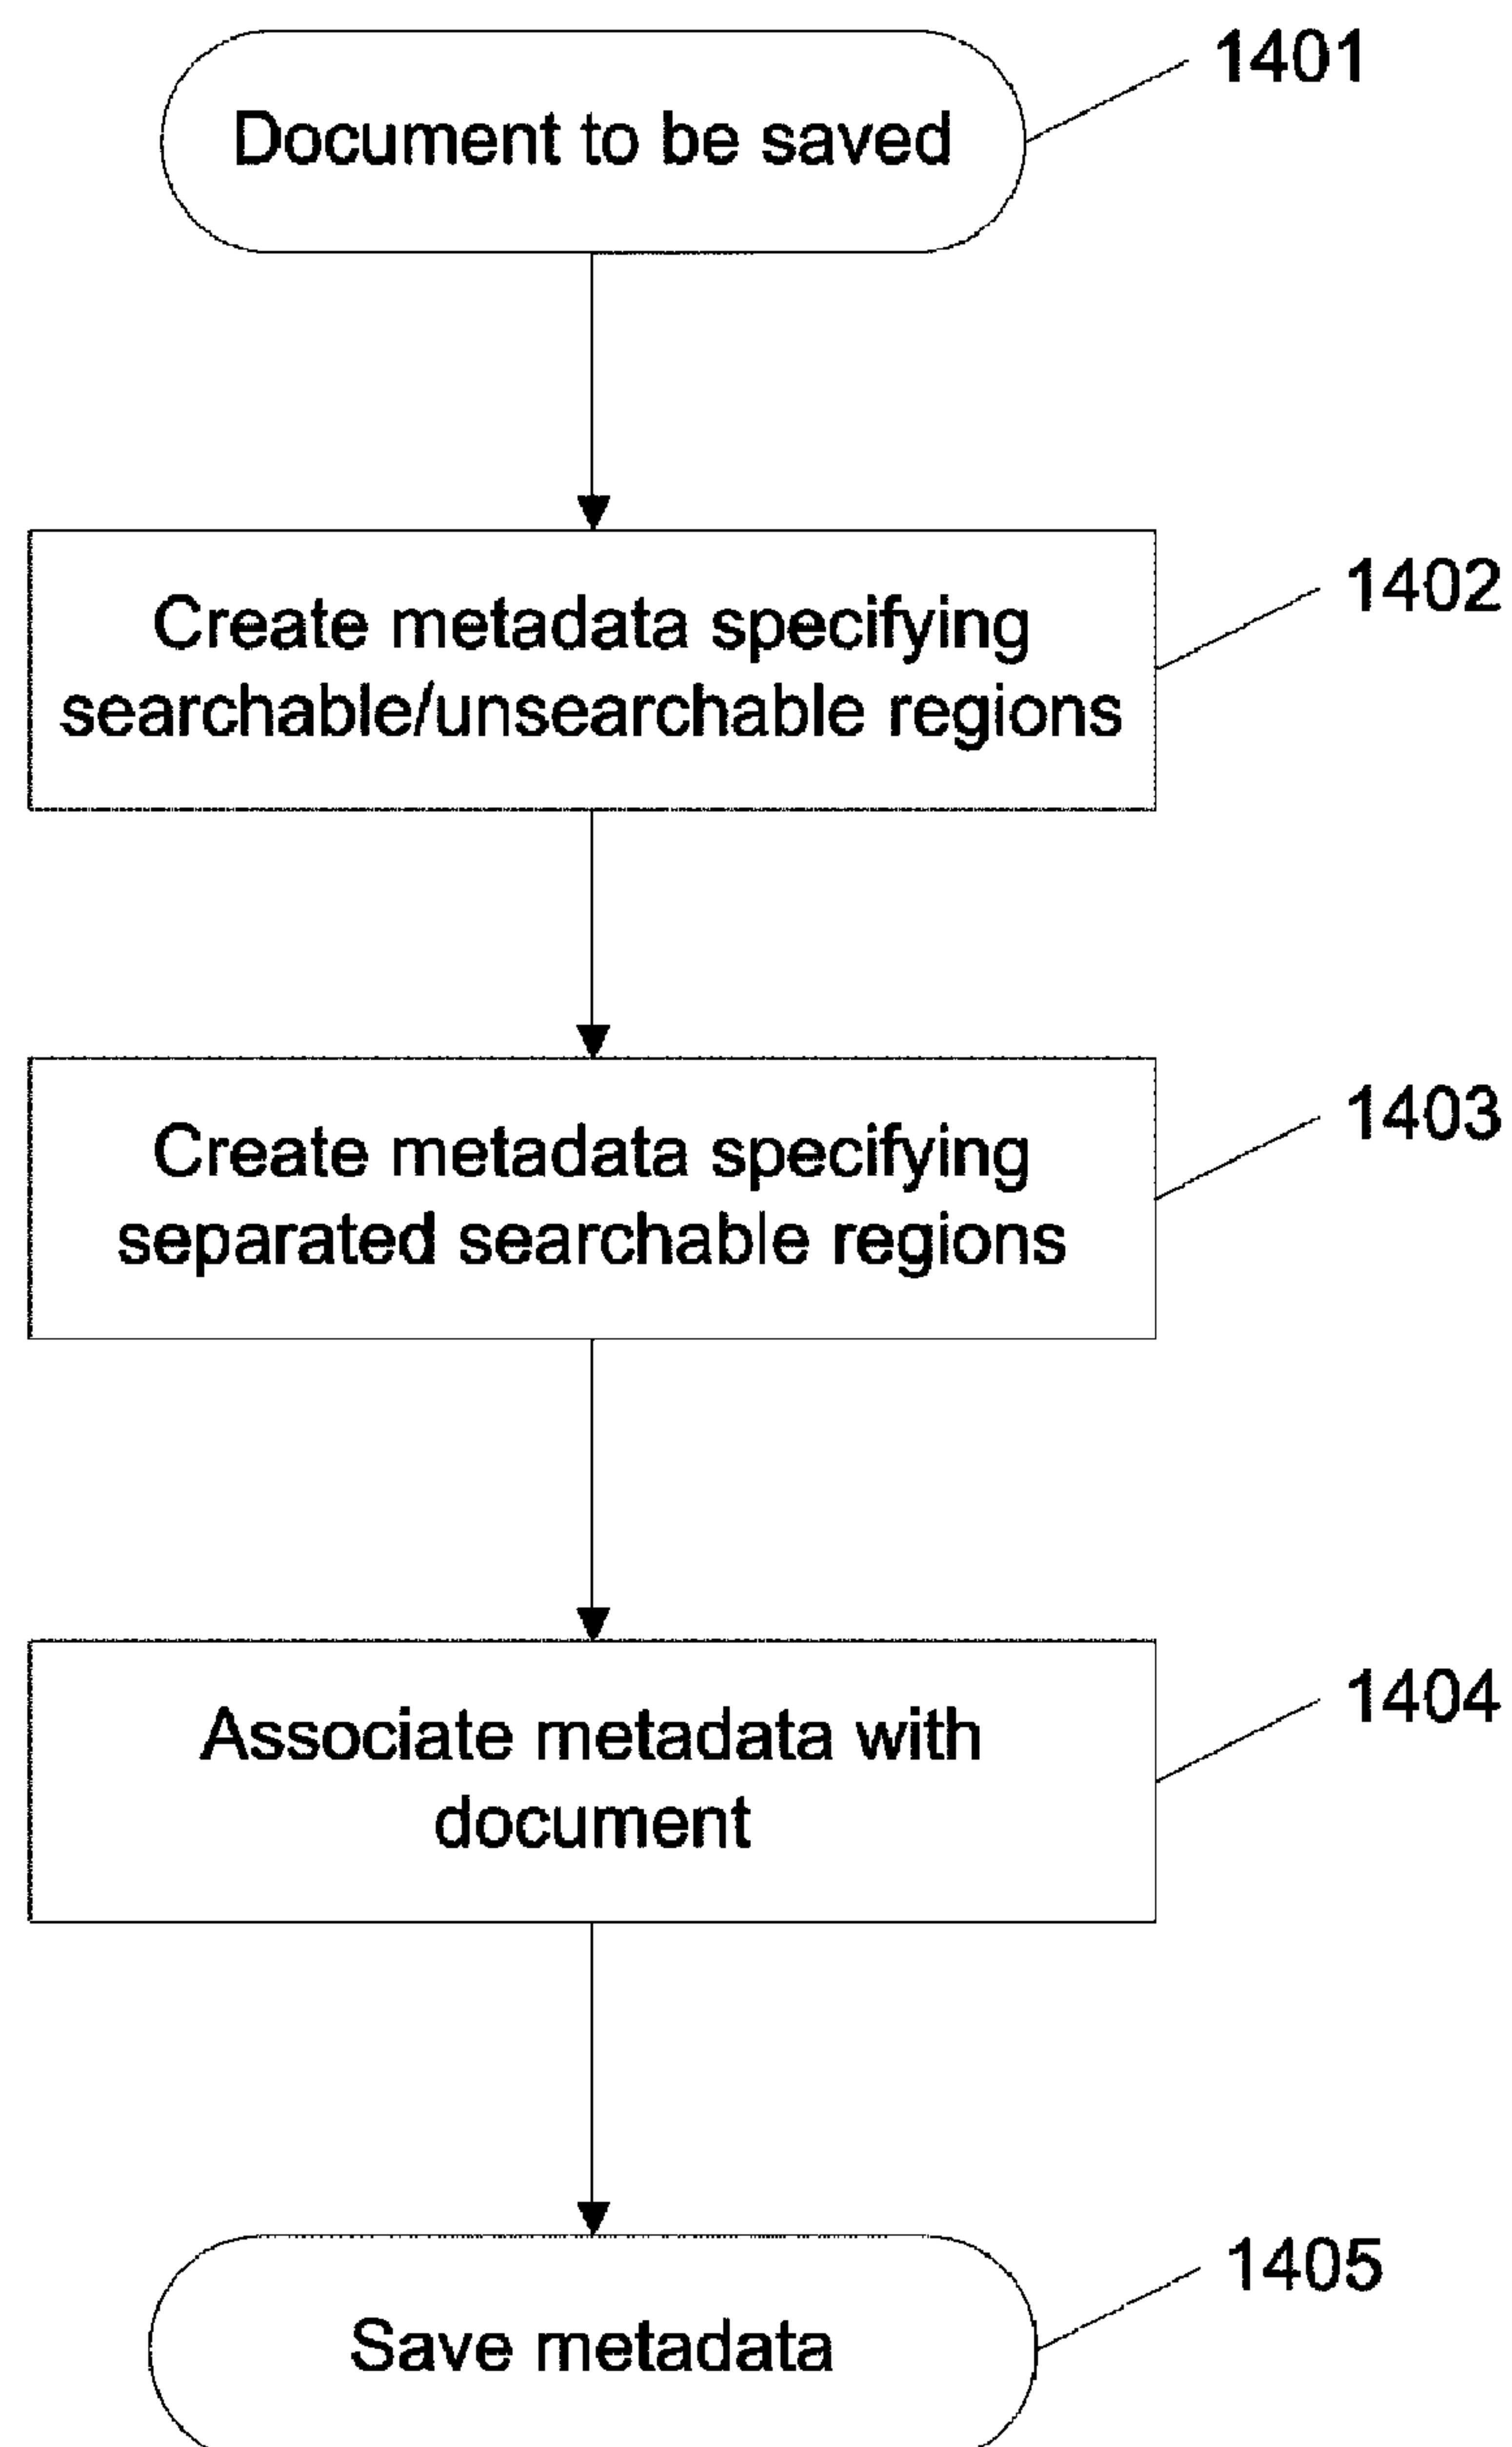 1401
Document to be saved
1402
Create metadata specifying
searchable/unsearchable regions
1403
Create metadata specifying
separated searchable regions
1404
Associate metadata with
document
1405
Save metadata